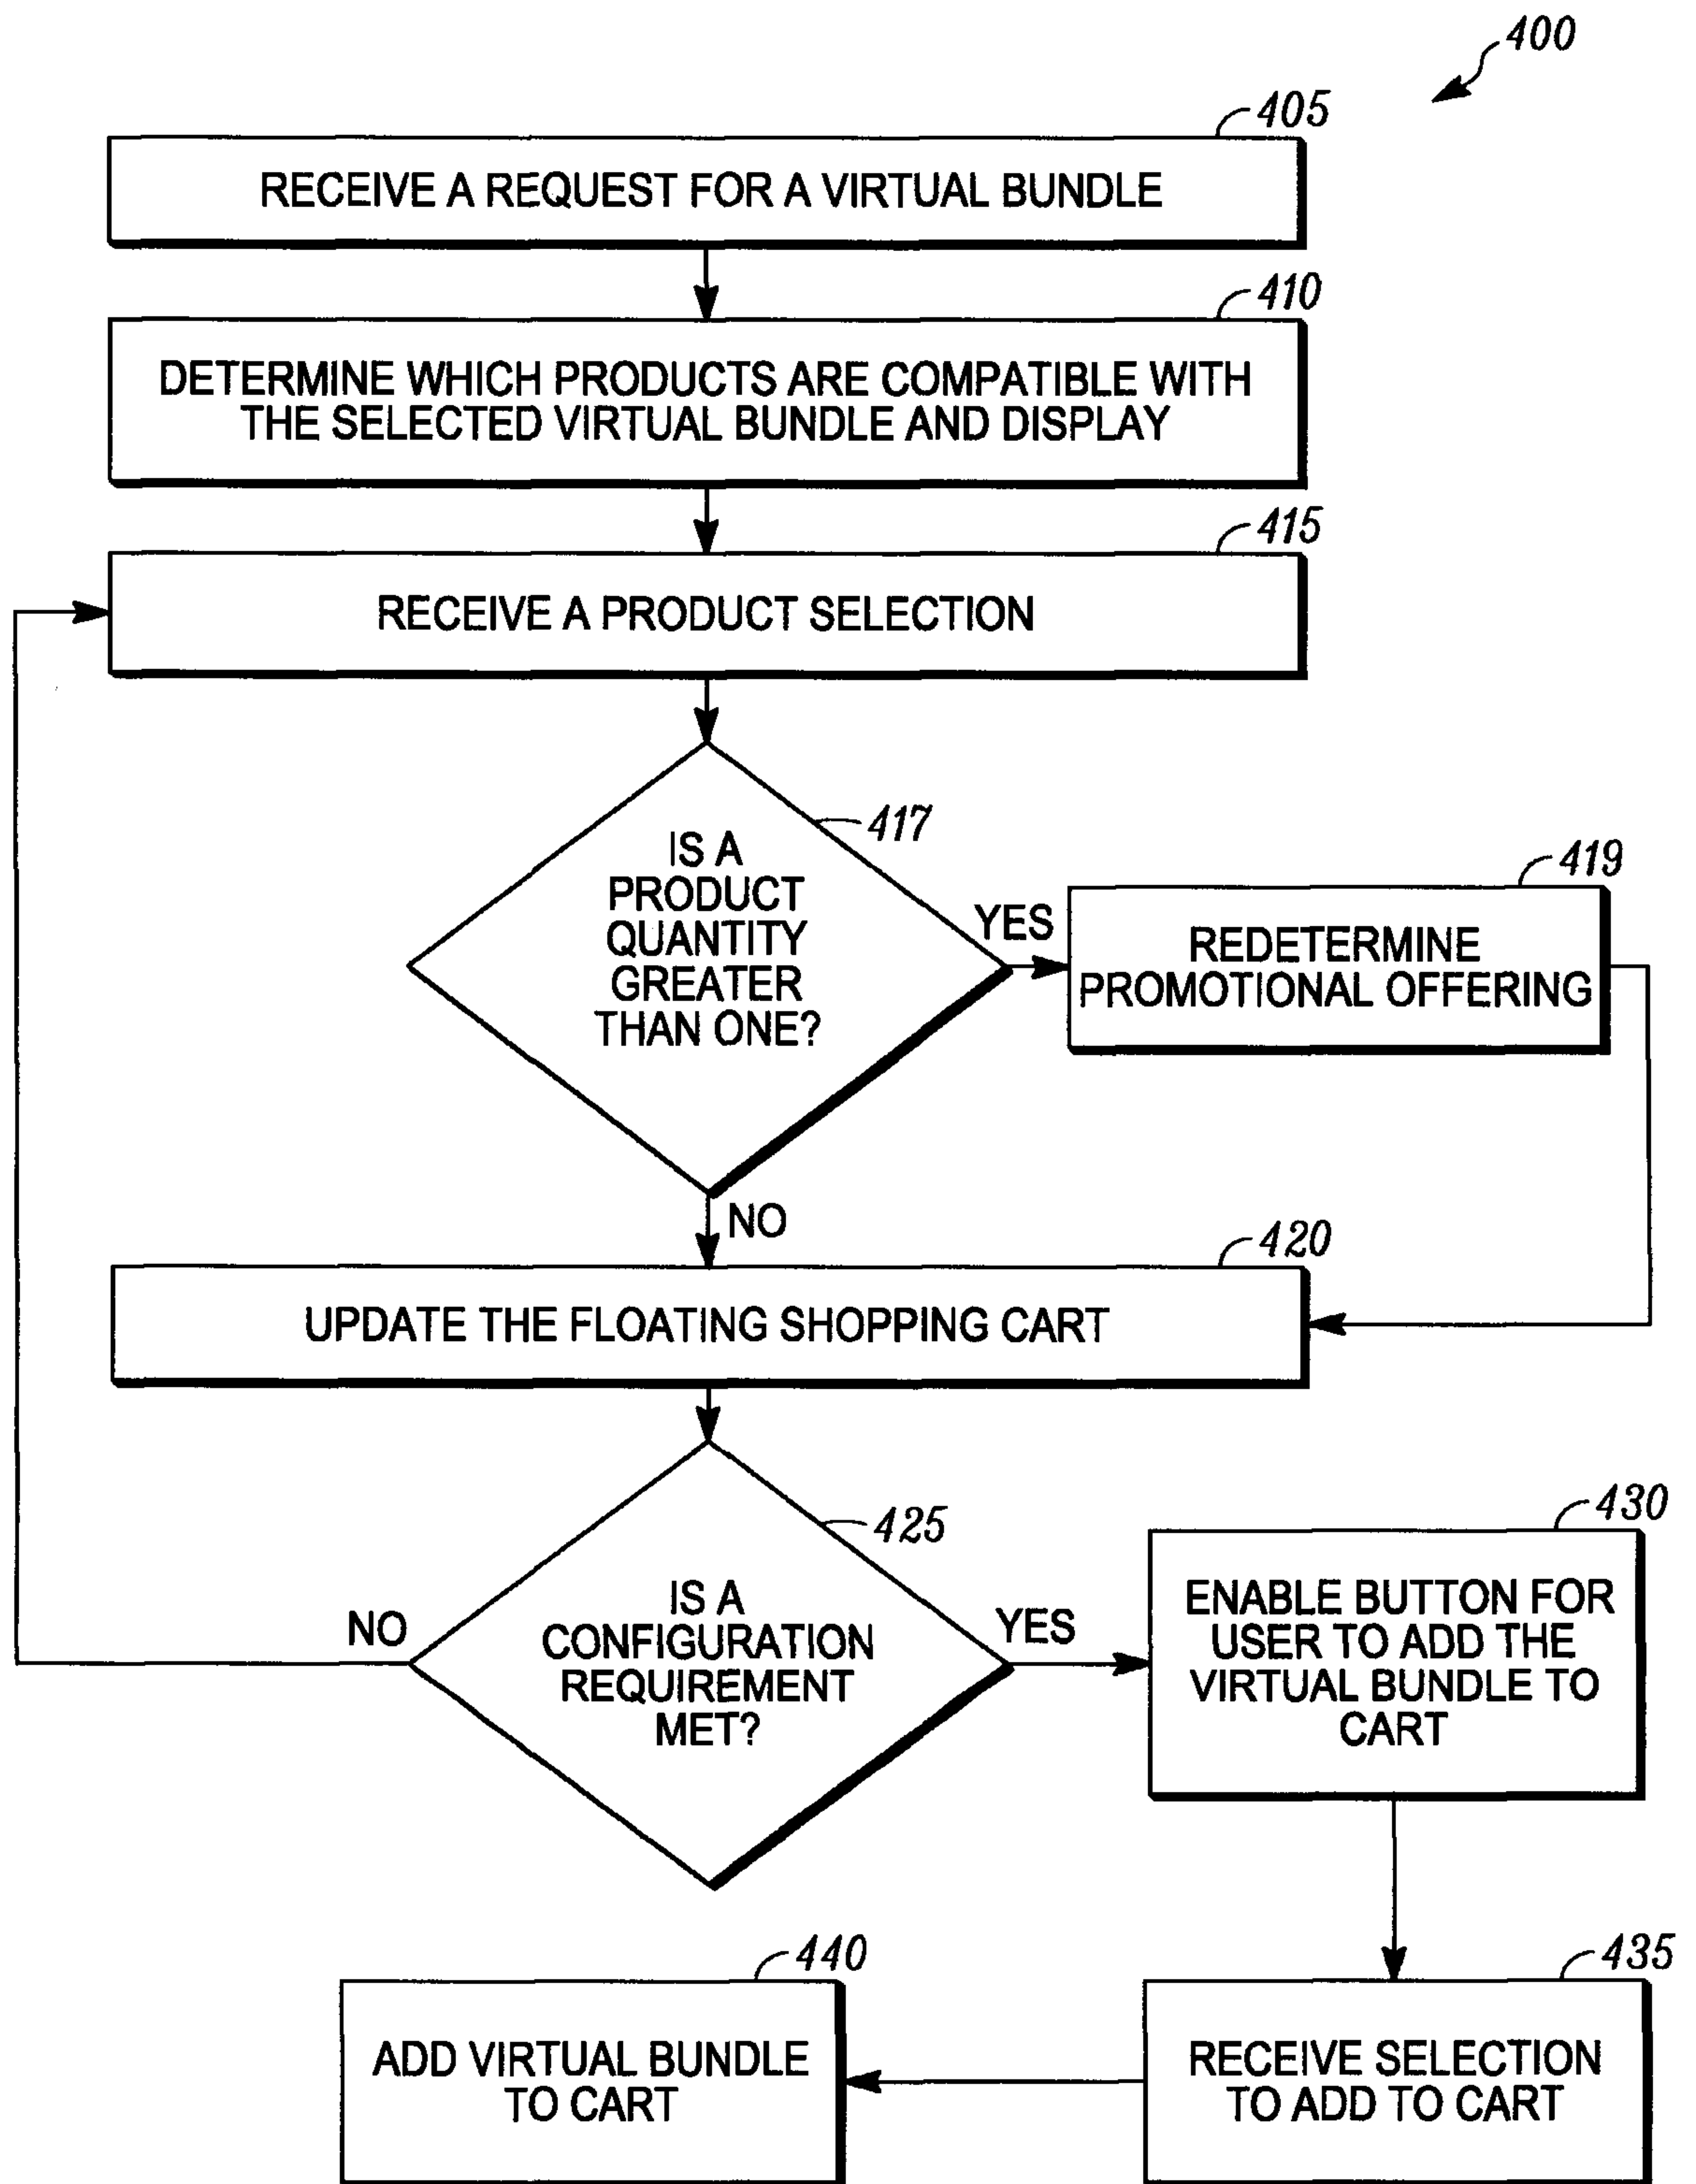 400
405
RECEIVE A REQUEST FOR A VIRTUAL BUNDLE
410
DETERMINE WHICH PRODUCTS ARE COMPATIBLE WITH
THE SELECTED VIRTUAL BUNDLE AND DISPLAY
415
RECEIVE A PRODUCT SELECTION
417
IS A
PRODUCT
QUANTITY
GREATER
THAN ONE?
YES
419
REDETERMINE
PROMOTIONAL OFFERING
NO
420
UPDATE THE FLOATING SHOPPING CART
425
IS A
CONFIGURATION
REQUIREMENT
MET?
NO
YES
430
ENABLE BUTTON FOR
USER TO ADD THE
VIRTUAL BUNDLE TO
CART
435
RECEIVE SELECTION
TO ADD TO CART
440
ADD VIRTUAL BUNDLE
TO CART